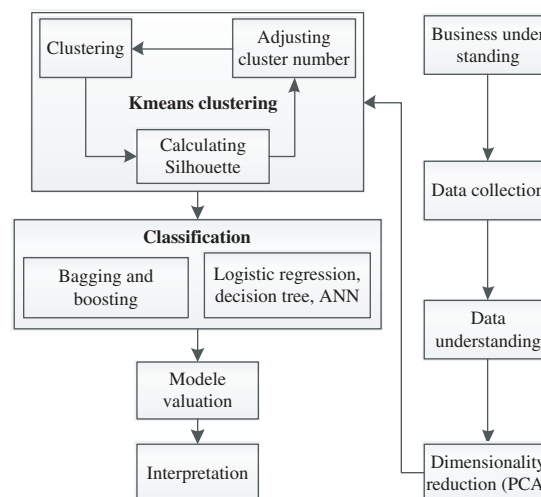 Clustering
Adjusting
cluster number
Kmeans clustering
Calculating
Silhouette
Classification
Bagging and
boosting
Logistic regression,
decision tree, ANN
Modele
valuation
Interpretation
Business under
standing
Data collection
Data
understanding
Dimensionality
reduction (PCA